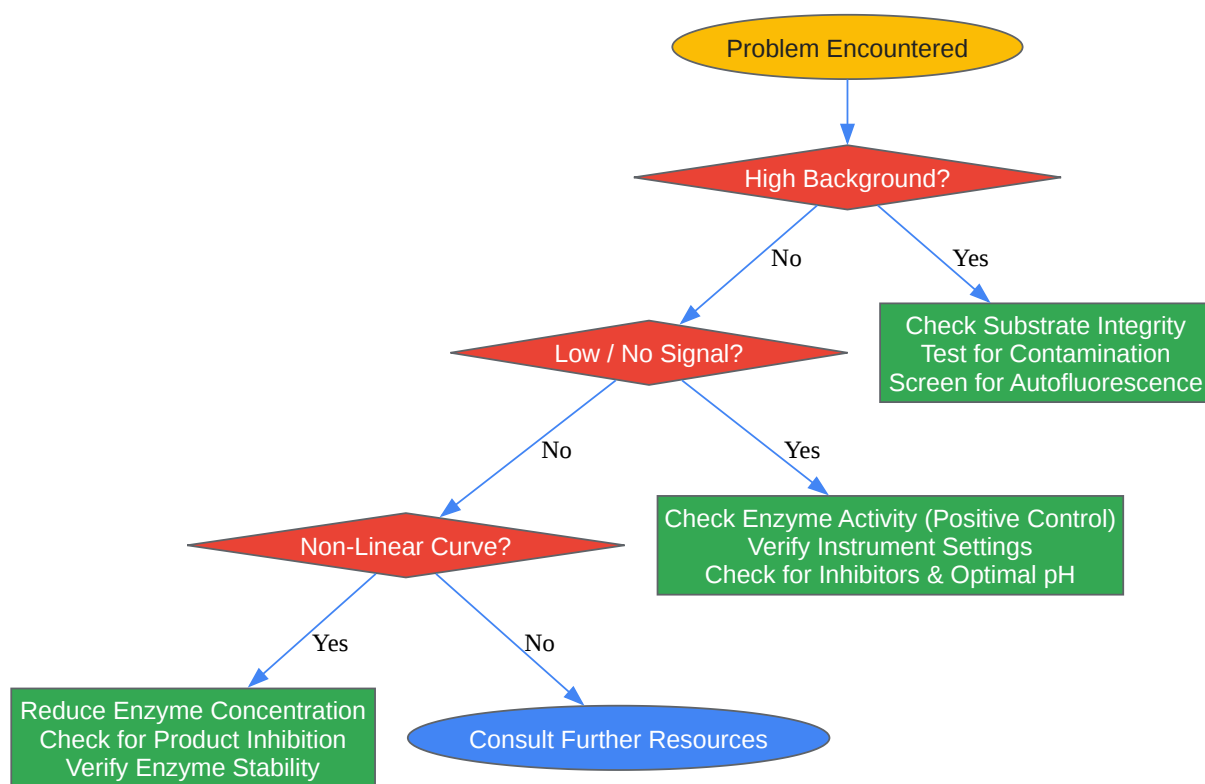 Problem Encountered
High Background?
No
Yes
Check Substrate Integrity
Test for Contamination
Screen for Autofluorescence
Low / No Signal?
No
Yes
Check Enzyme Activity (Positive Control)
Verify Instrument Settings
Check for Inhibitors & Optimal pH
Non-Linear Curve?
Yes
No
Reduce Enzyme Concentration
Check for Product Inhibition
Verify Enzyme Stability
Consult Further Resources